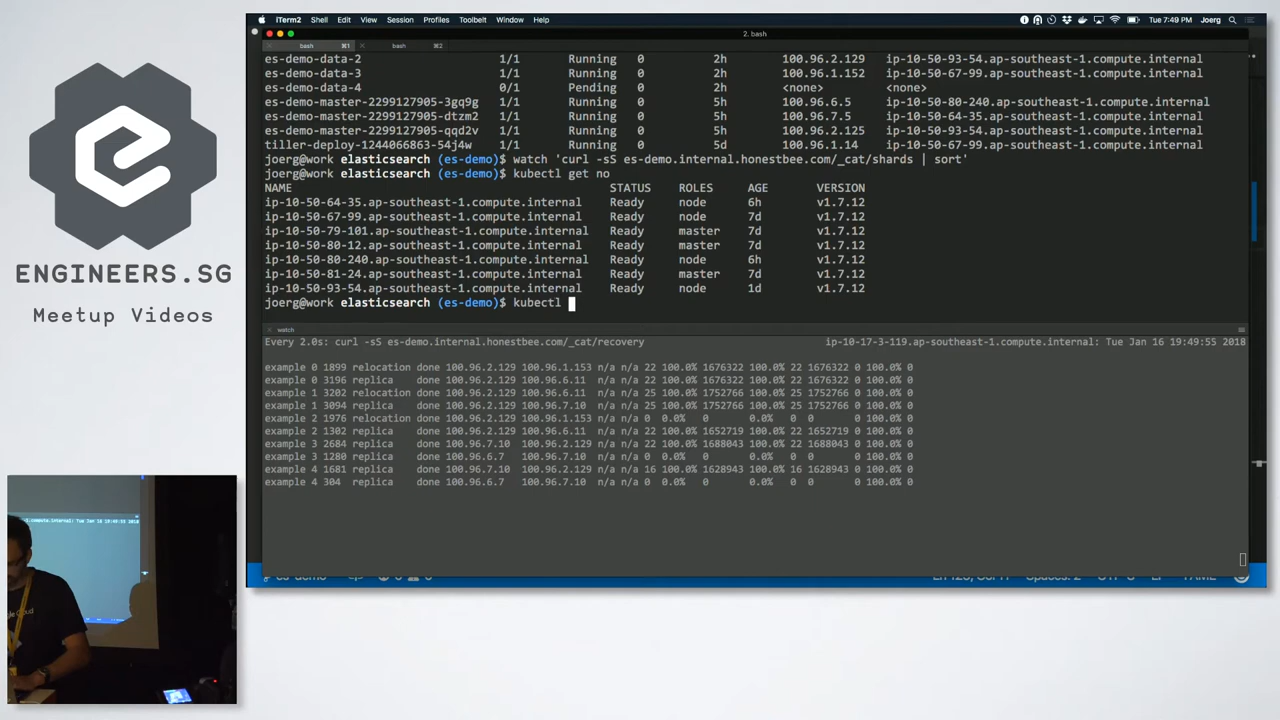 iTerm2 Shell Edit View Session Profiles Toolbelt Window Help Tue 7:49 PM Joerg
2. bash
bash ⌘1 bash ⌘2
es-demo-data-2 1/1 Running 0 2h 100.96.2.129 ip-10-50-93-54.ap-southeast-1.compute.internal
es-demo-data-3 1/1 Running 0 2h 100.96.1.152 ip-10-50-67-99.ap-southeast-1.compute.internal
es-demo-data-4 0/1 Pending 0 2h <none> <none>
es-demo-master-2299127905-3gq9g 1/1 Running 0 5h 100.96.6.5 ip-10-50-80-240.ap-southeast-1.compute.internal
es-demo-master-2299127905-dtzm2 1/1 Running 0 5h 100.96.7.5 ip-10-50-64-35.ap-southeast-1.compute.internal
es-demo-master-2299127905-qqd2v 1/1 Running 0 5h 100.96.2.125 ip-10-50-93-54.ap-southeast-1.compute.internal
tiller-deploy-1244066863-54j4w 1/1 Running 0 5d 100.96.1.14 ip-10-50-67-99.ap-southeast-1.compute.internal
joerg@work elasticsearch (es-demo)$ watch 'curl -sS es-demo.internal.honestbee.com/_cat/shards | sort'
joerg@work elasticsearch (es-demo)$ kubectl get no
NAME STATUS ROLES AGE VERSION
ip-10-50-64-35.ap-southeast-1.compute.internal Ready node 6h v1.7.12
ip-10-50-67-99.ap-southeast-1.compute.internal Ready node 7d v1.7.12
ip-10-50-79-101.ap-southeast-1.compute.internal Ready master 7d v1.7.12
ip-10-50-80-12.ap-southeast-1.compute.internal Ready master 7d v1.7.12
ip-10-50-80-240.ap-southeast-1.compute.internal Ready node 6h v1.7.12
ip-10-50-81-24.ap-southeast-1.compute.internal Ready master 7d v1.7.12
ip-10-50-93-54.ap-southeast-1.compute.internal Ready node 1d v1.7.12
joerg@work elasticsearch (es-demo)$ kubectl
watch
Every 2.0s: curl -sS es-demo.internal.honestbee.com/_cat/recovery ip-10-17-3-119.ap-southeast-1.compute.internal: Tue Jan 16 19:49:55 2018
example 0 1899 relocation done 100.96.2.129 100.96.1.153 n/a n/a 22 100.0% 1676322 100.0% 22 1676322 0 100.0% 0
example 0 3196 replica done 100.96.2.129 100.96.6.11 n/a n/a 22 100.0% 1676322 100.0% 22 1676322 0 100.0% 0
example 1 3202 relocation done 100.96.2.129 100.96.6.11 n/a n/a 25 100.0% 1752766 100.0% 25 1752766 0 100.0% 0
example 1 3094 replica done 100.96.2.129 100.96.7.10 n/a n/a 25 100.0% 1752766 100.0% 25 1752766 0 100.0% 0
example 2 1976 relocation done 100.96.2.129 100.96.1.153 n/a n/a 0 0.0% 0 0.0% 0 0 0 100.0% 0
example 2 1302 replica done 100.96.2.129 100.96.6.11 n/a n/a 22 100.0% 1652719 100.0% 22 1652719 0 100.0% 0
example 3 2684 replica done 100.96.7.10 100.96.2.129 n/a n/a 22 100.0% 1688043 100.0% 22 1688043 0 100.0% 0
example 3 1280 replica done 100.96.6.7 100.96.7.10 n/a n/a 0 0.0% 0 0.0% 0 0 0 100.0% 0
example 4 1681 replica done 100.96.7.10 100.96.2.129 n/a n/a 16 100.0% 1628943 100.0% 16 1628943 0 100.0% 0
example 4 304 replica done 100.96.6.7 100.96.7.10 n/a n/a 0 0.0% 0 0.0% 0 0 0 100.0% 0
ENGINEERS.SG
Meetup Videos